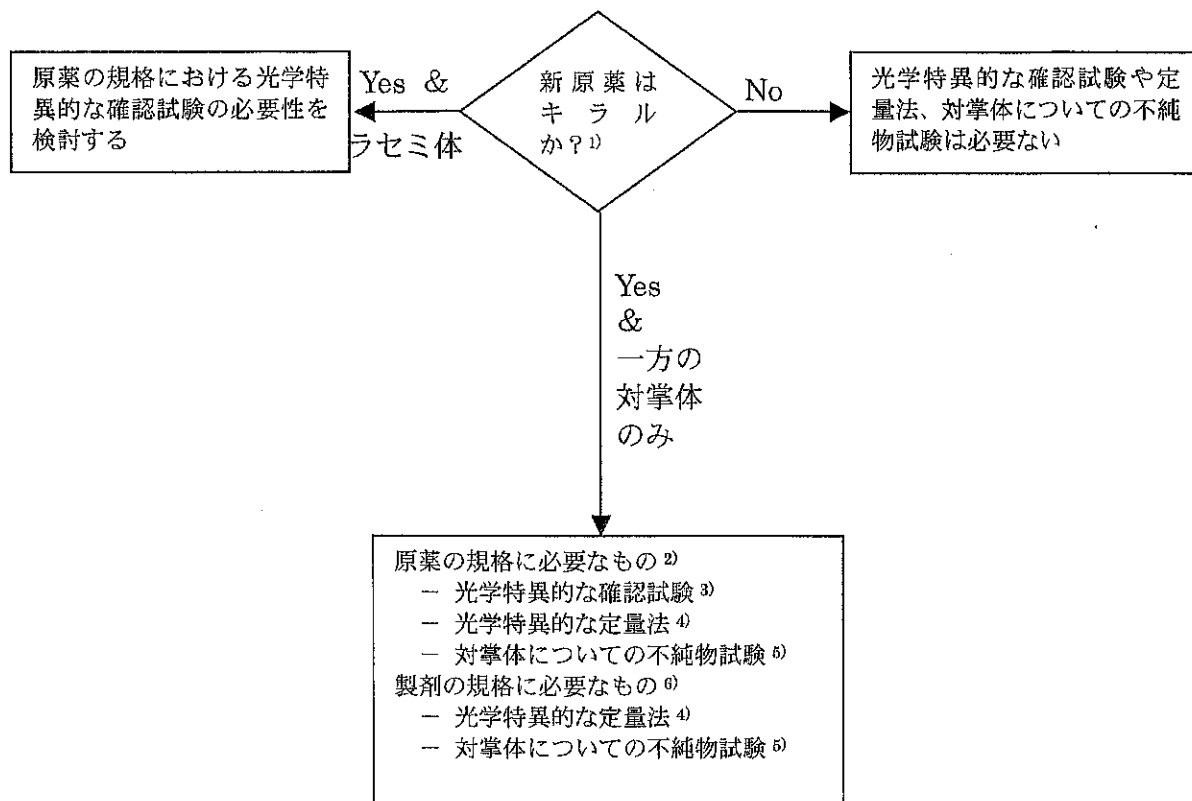 原薬の規格における光学特
異的な確認試験の必要性を
検討する
Yes &
ラセミ体
新原薬は
キラル
か？1)
No
光学特異的な確認試験や定
量法、対掌体についての不純
物試験は必要ない
Yes
&
一方の
対掌体
のみ
原薬の規格に必要なもの 2)
－ 光学特異的な確認試験 3)
－ 光学特異的な定量法 4)
－ 対掌体についての不純物試験 5)
製剤の規格に必要なもの 6)
－ 光学特異的な定量法 4)
－ 対掌体についての不純物試験 5)